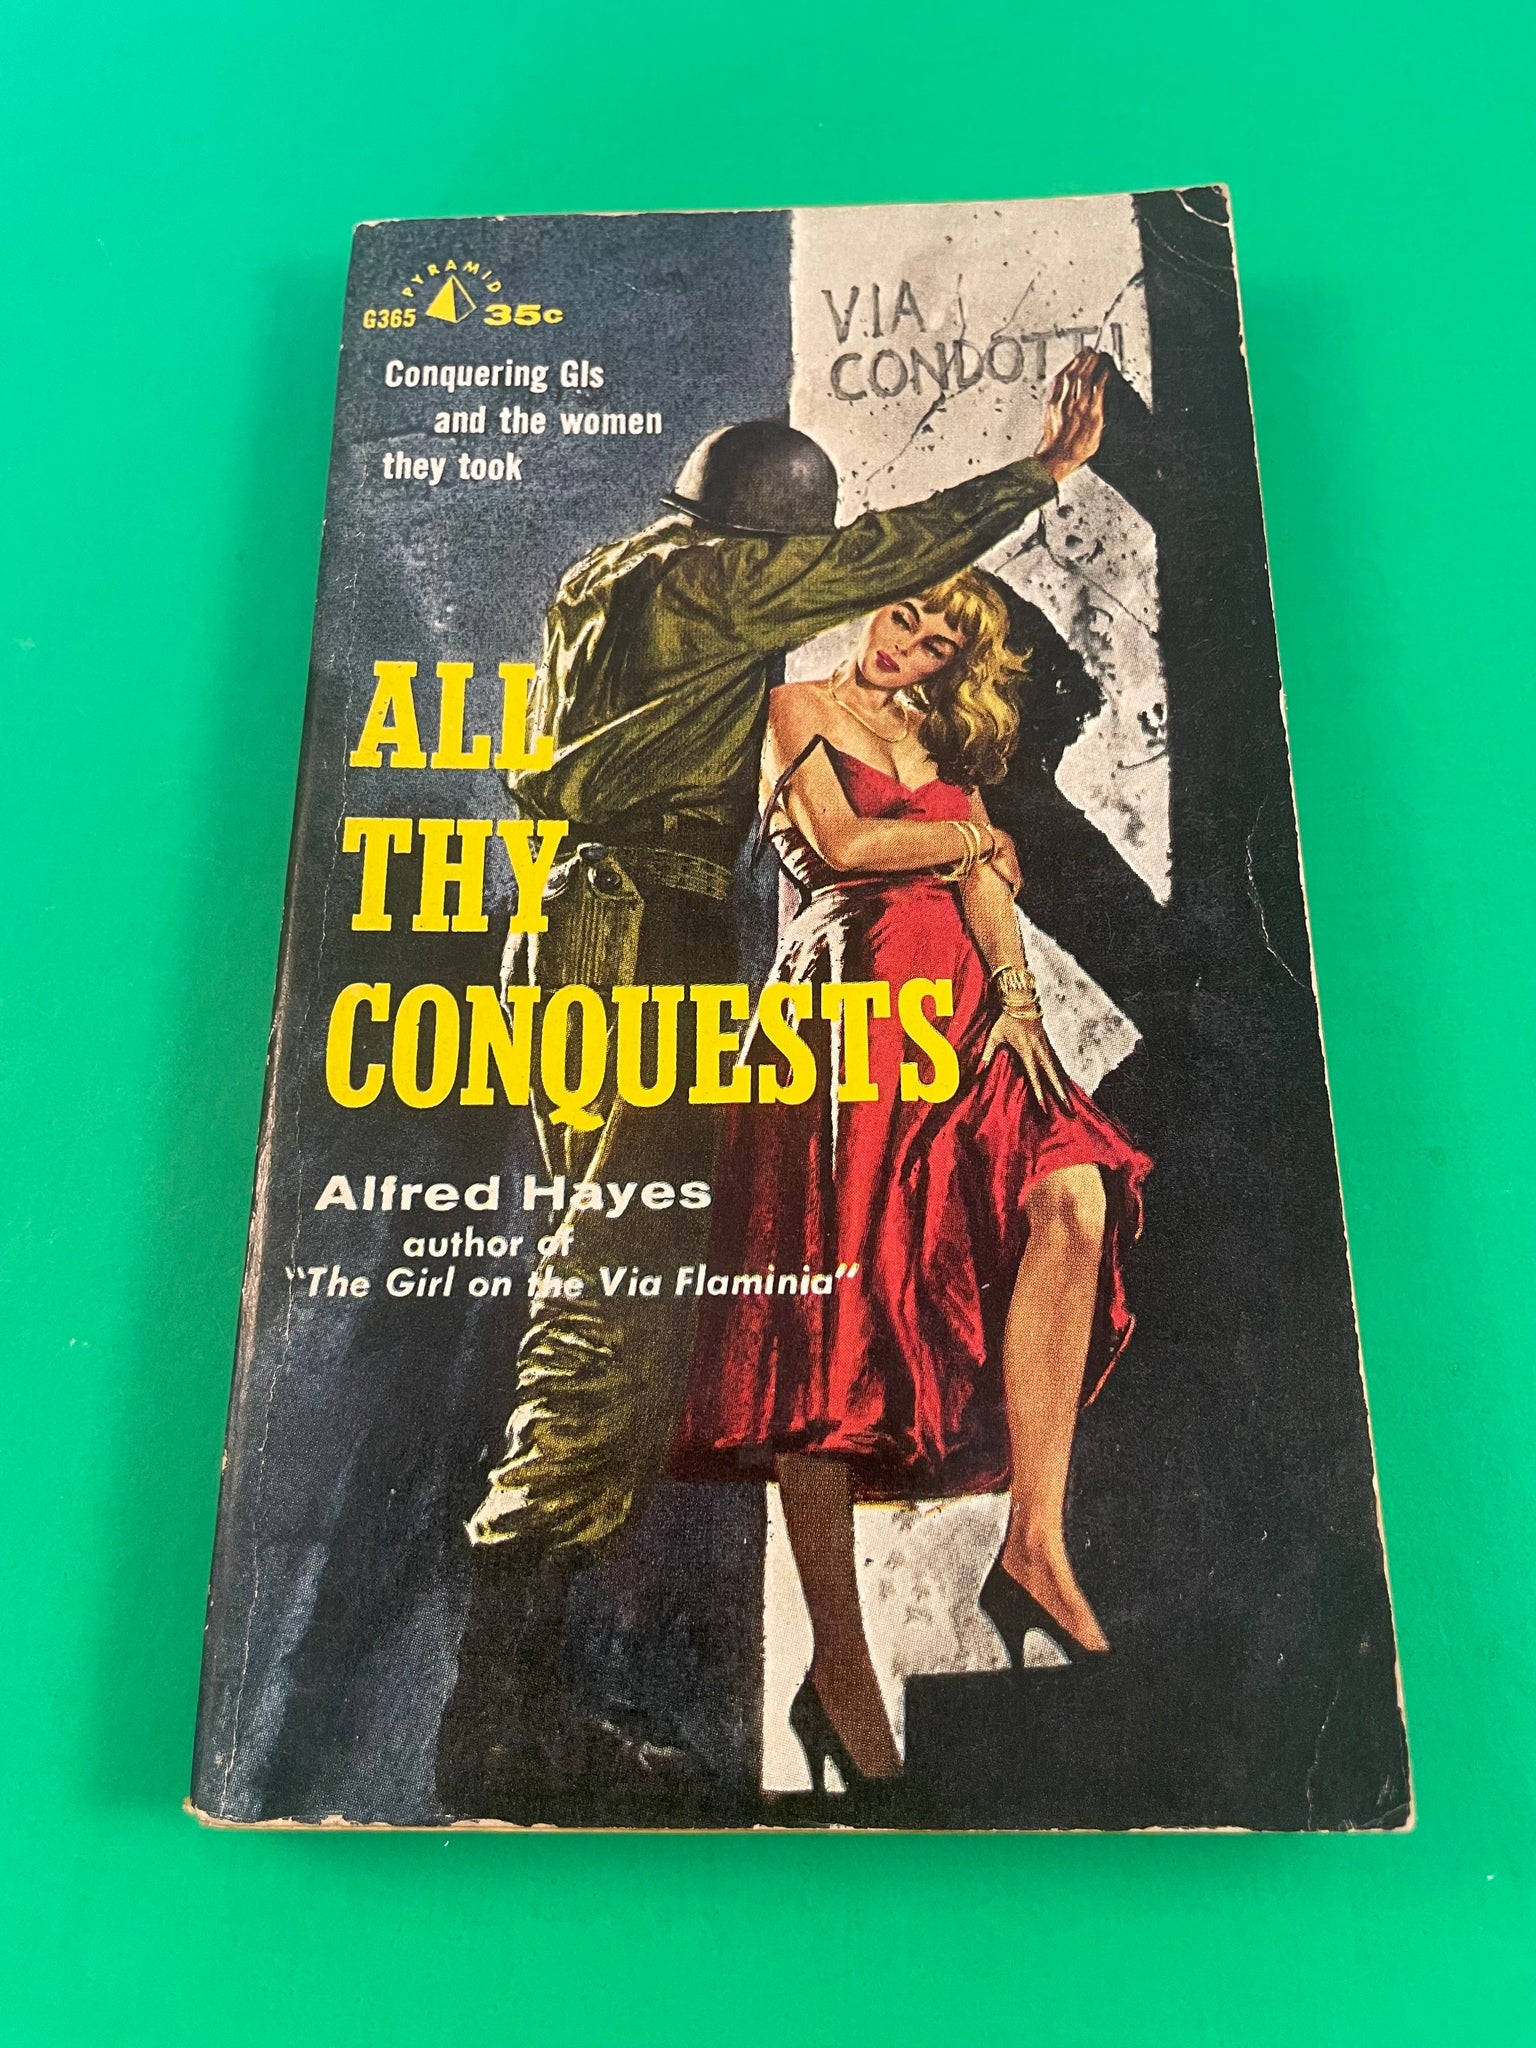 PYRAMID
G365 35c
Conquering GIs
and the women
they took
VIA
CONDOTTI
ALL
THY
CONQUESTS
Alfred Hayes
author of
"The Girl on the Via Flaminia"